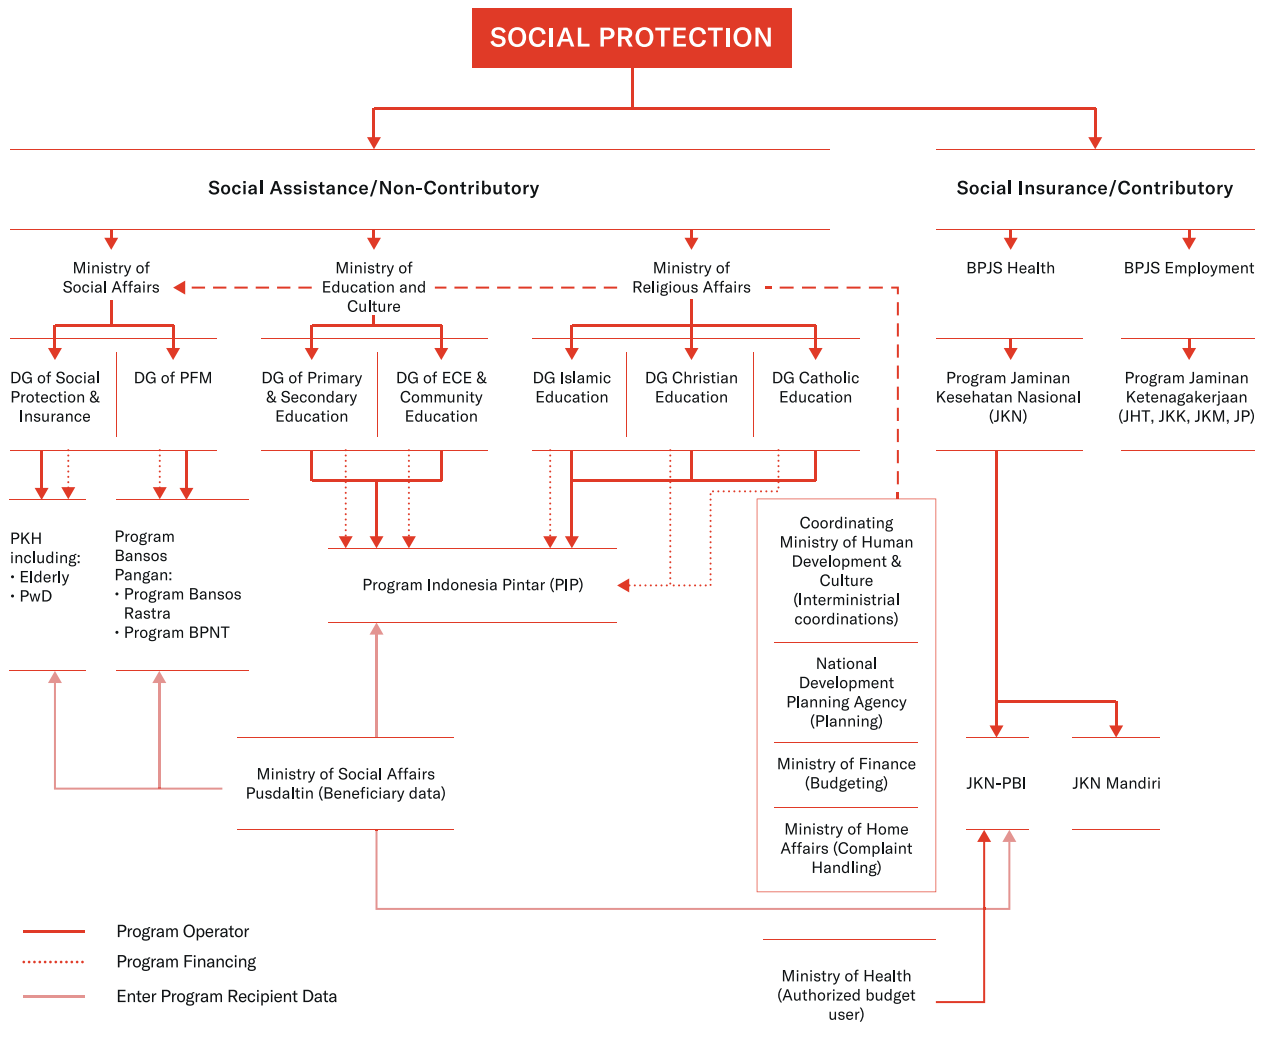 SOCIAL PROTECTION
Social Assistance/Non-Contributory
Social Insurance/Contributory
Ministry of
Social Affairs
Ministry of
Education and
Culture
Ministry of
Religious Affairs
BPJS Health
BPJS Employment
DG of Social
Protection &
Insurance
DG of PFM
DG of Primary
& Secondary
Education
DG of ECE &
Community
Education
DG Islamic
Education
DG Christian
Education
DG Catholic
Education
Program Jaminan
Kesehatan Nasional
(JKN)
Program Jaminan
Ketenagakerjaan
(JHT, JKK, JKM, JP)
PKH
including:
• Elderly
• PwD
Program
Bansos
Pangan:
• Program Bansos
Rastra
• Program BPNT
Program Indonesia Pintar (PIP)
Coordinating
Ministry of Human
Development &
Culture
(Interministrial
coordinations)
National
Development
Planning Agency
(Planning)
Ministry of Finance
(Budgeting)
Ministry of Home
Affairs (Complaint
Handling)
Ministry of Social Affairs
Pusdaltin (Beneficiary data)
JKN-PBI
JKN Mandiri
Program Operator
Program Financing
Enter Program Recipient Data
Ministry of Health
(Authorized budget
user)